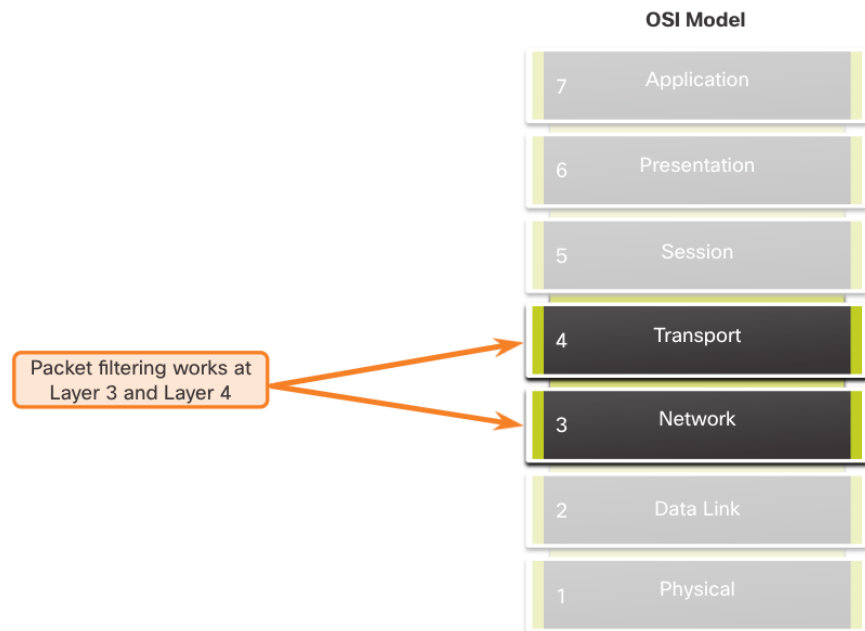 OSI Model
7 Application
6 Presentation
5 Session
4 Transport
Packet filtering works at
Layer 3 and Layer 4
3 Network
2 Data Link
1 Physical